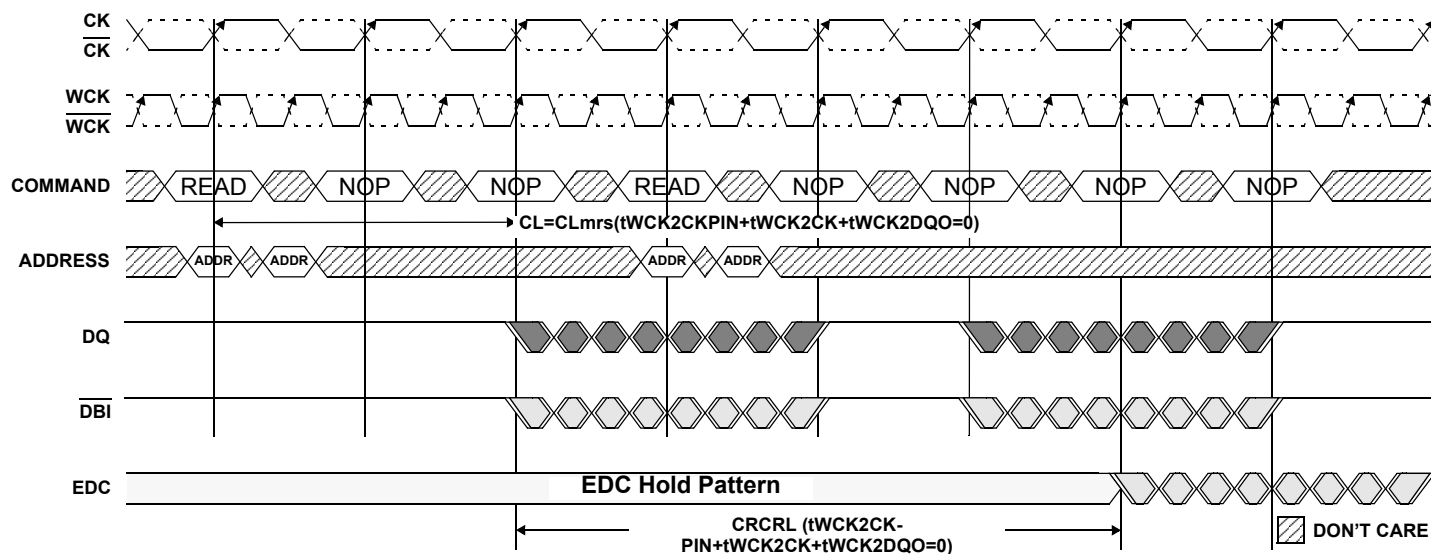 CK
CK
WCK
WCK
COMMAND READ NOP NOP READ NOP NOP NOP NOP
CL=CLmrs(tWCK2CKPIN+tWCK2CK+tWCK2DQO=0)
ADDRESS ADDR ADDR ADDR ADDR
DQ
DBI
EDC EDC Hold Pattern
CRCRL (tWCK2CK-
PIN+tWCK2CK+tWCK2DQO=0)
DON'T CARE